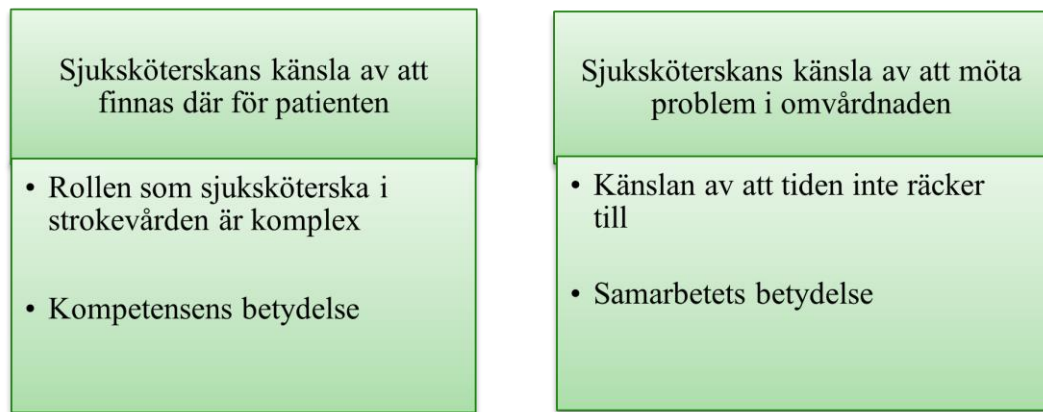 Sjuksköterskans känsla av att
finnas där för patienten
• Rollen som sjuksköterska i
strokevården är komplex
• Kompetensens betydelse
Sjuksköterskans känsla av att möta
problem i omvårdnaden
• Känslan av att tiden inte räcker
till
• Samarbetets betydelse